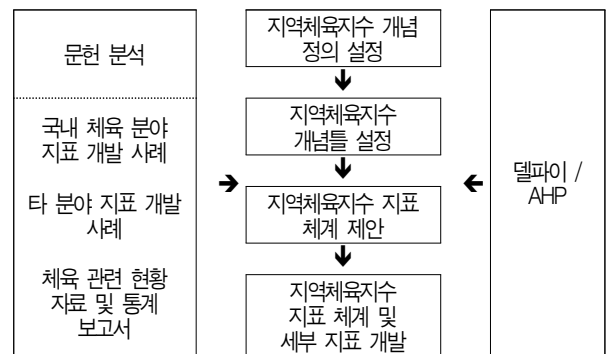 문헌 분석
국내 체육 분야
지표 개발 사례
타 분야 지표 개발
사례
체육 관련 현황
자료 및 통계
보고서
지역체육지수 개념
정의 설정
지역체육지수
개념틀 설정
지역체육지수 지표
체계 제안
지역체육지수
지표 체계 및
세부 지표 개발
델파이 /
AHP